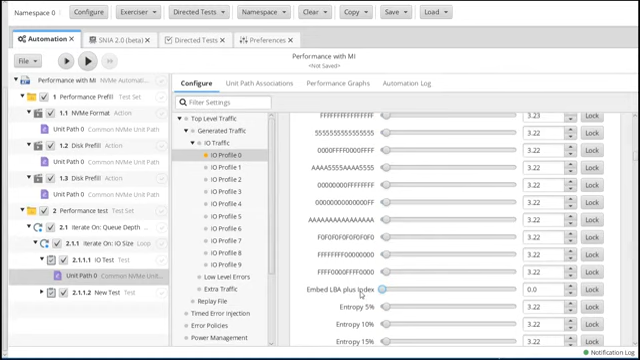 Namespace 0 Configure Exerciser Directed Tests Namespace Clear Copy Save Load
Automation SNIA 2.0 (beta) Directed Tests Preferences
File
Performance with MI
<Not Saved>
Configure Unit Path Associations Performance Graphs Automation Log
Filter Settings
Performance with MI NVMe Automati...
1 Performance Prefill Test Set
1.1 NVMe Format Action
Unit Path 0 Common NVMe Unit Path
1.2 Disk Prefill Action
Unit Path 0 Common NVMe Unit Path
1.3 Disk Prefill Action
Unit Path 0 Common NVMe Unit Path
2 Performance test Test Set
2.1 Iterate On: Queue Depth
2.1.1 Iterate On: IO Size Loop
2.1.1.1 IO Test
Unit Path 0 Common NVMe Unit...
2.1.1.2 New Test
Top Level Traffic
Generated Traffic
IO Traffic
IO Profile 0
IO Profile 1
IO Profile 2
IO Profile 3
IO Profile 4
IO Profile 5
IO Profile 6
IO Profile 7
IO Profile 8
IO Profile 9
Low Level Errors
Extra Traffic
Replay File
Timed Error Injection
Error Policies
Power Management
FFFFFFFFFFFFFFFF 3.23 Lock
5555555555555555 3.22 Lock
0000FFFF0000FFFF 3.22 Lock
AAAA5555AAAA5555 3.22 Lock
00000000FFFFFFFF 3.22 Lock
00000000000000FF 3.22 Lock
AAAAAAAAAAAAAAAA 3.22 Lock
F0F0F0F0F0F0F0F0 3.22 Lock
FFFFFFFF00000000 3.22 Lock
FFFF0000FFFF0000 3.22 Lock
Embed LBA plus Index 0.0 Lock
Entropy 5% 3.22 Lock
Entropy 10% 3.22 Lock
Entropy 15% 3.22 Lock
Notification Log